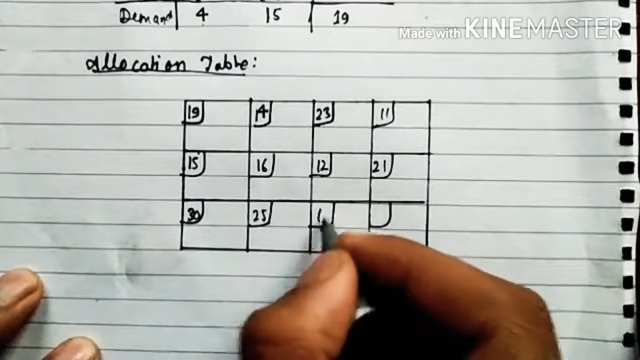 Made with KINEMASTER
Demand 4 15 19
Allocation Table:
19 14 23 11
15 16 12 21
30 25 1